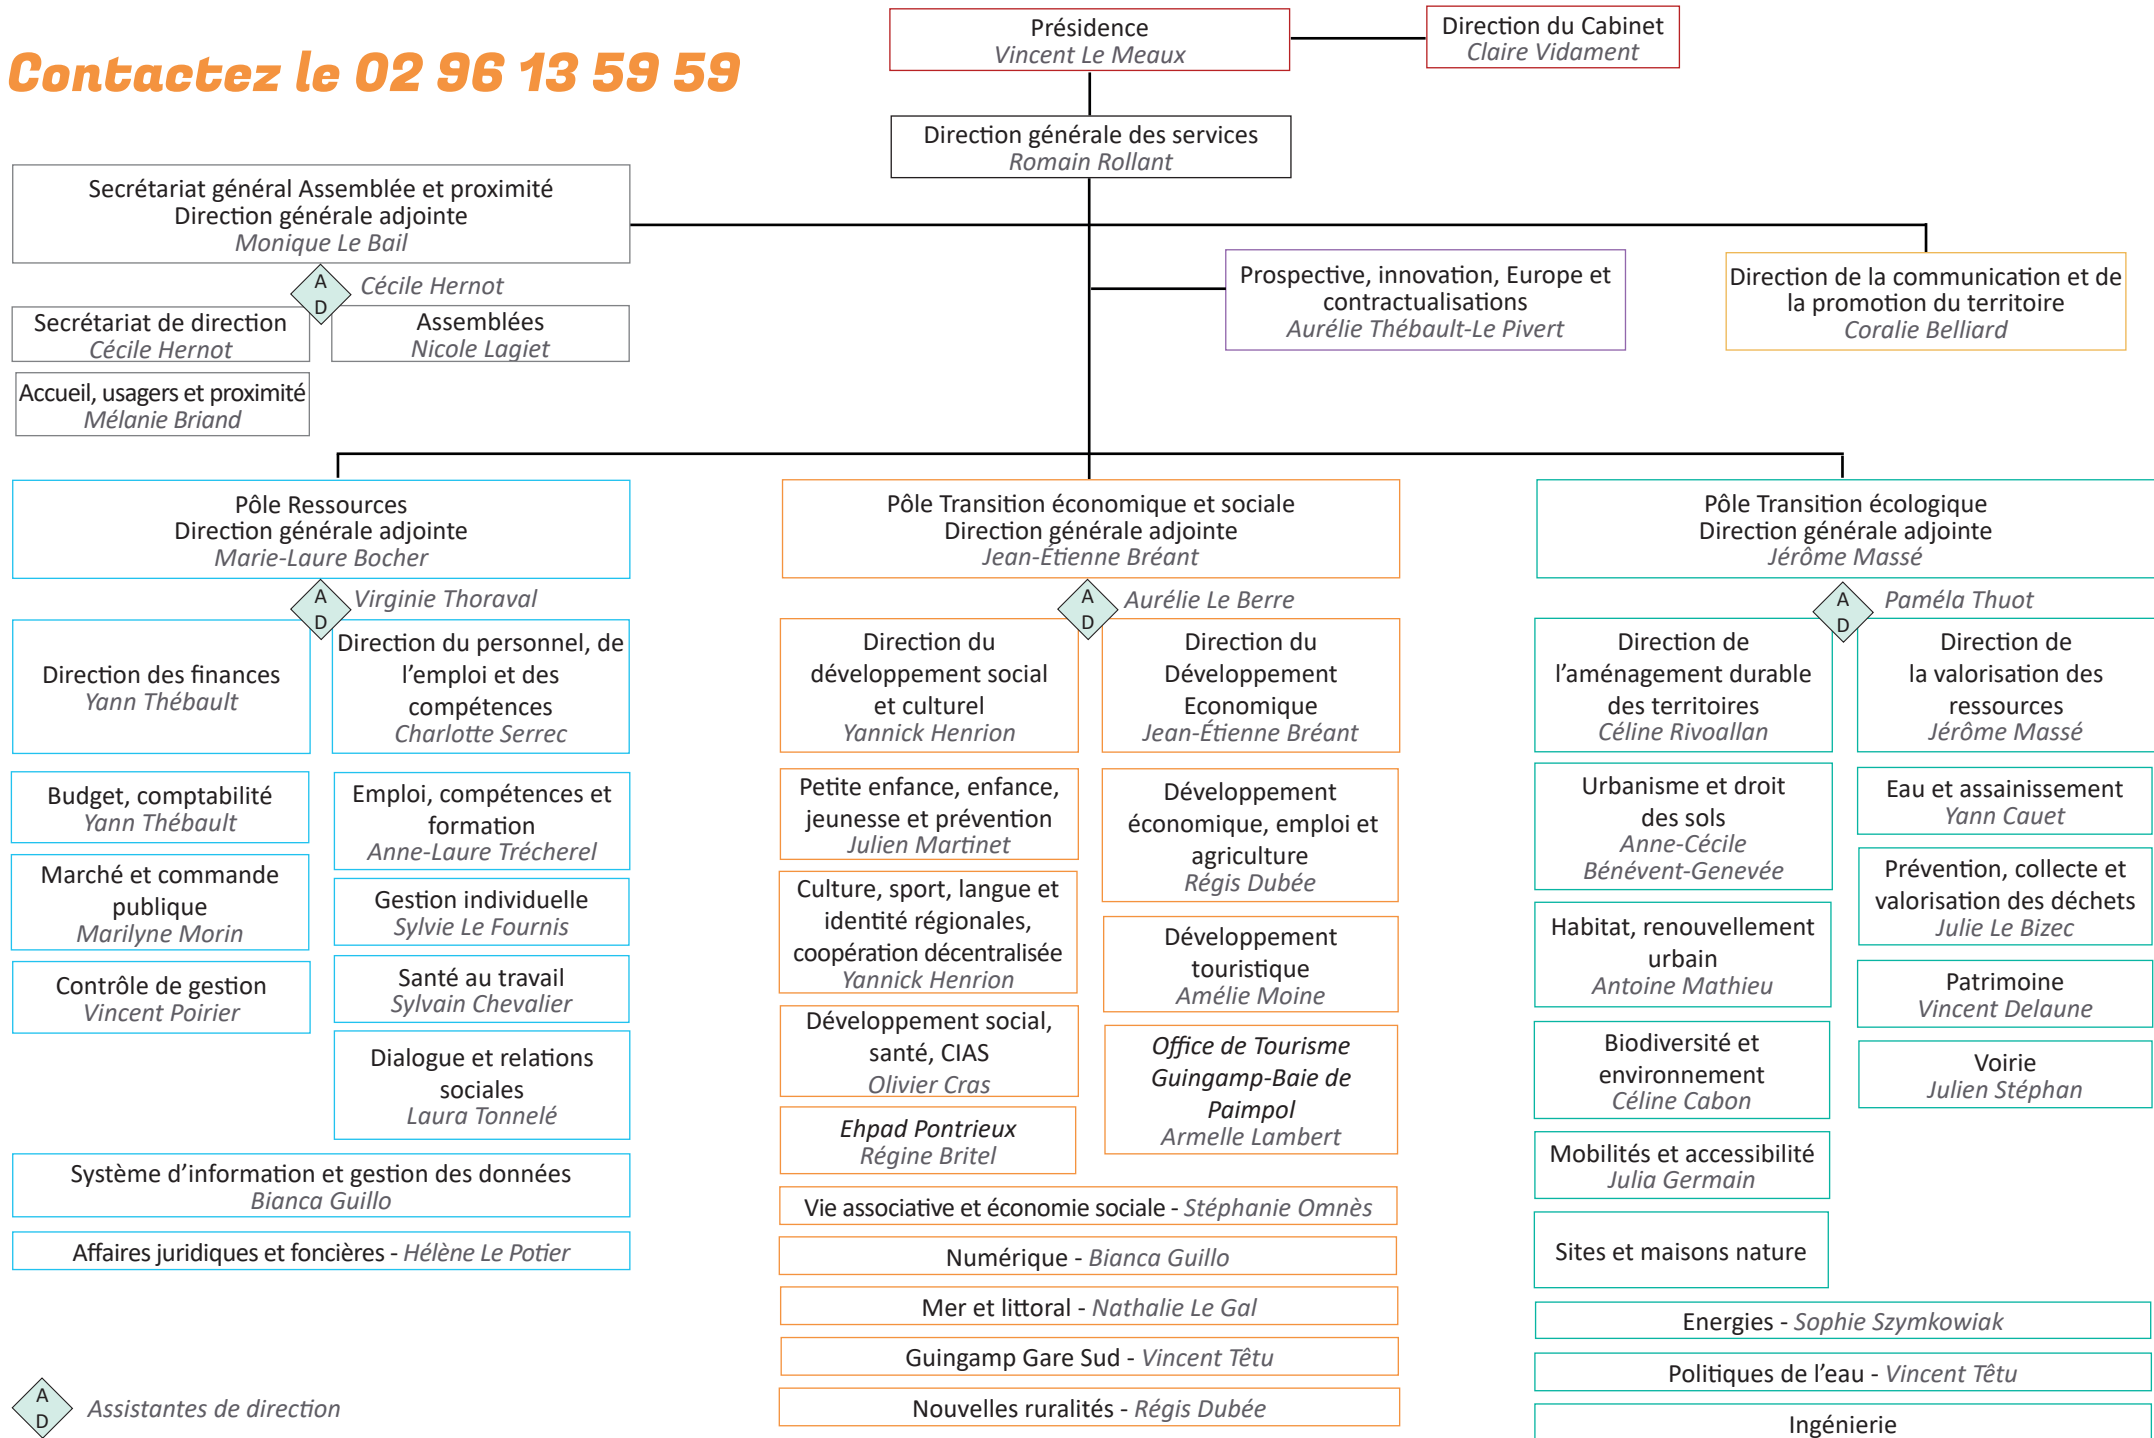 Contactez le 02 96 13 59 59
Présidence
Vincent Le Meaux
Direction du Cabinet
Claire Vidament
Direction générale des services
Romain Rollant
Secrétariat général Assemblée et proximité
Direction générale adjointe
Monique Le Bail
A
D
Cécile Hernot
Secrétariat de direction
Cécile Hernot
Assemblées
Nicole Lagiet
Accueil, usagers et proximité
Mélanie Briand
Prospective, innovation, Europe et
contractualisations
Aurélie Thébault-Le Pivert
Direction de la communication et de
la promotion du territoire
Coralie Belliard
Pôle Ressources
Direction générale adjointe
Marie-Laure Bocher
A
D
Virginie Thoraval
Direction des finances
Yann Thébault
Budget, comptabilité
Yann Thébault
Marché et commande
publique
Marilyne Morin
Contrôle de gestion
Vincent Poirier
Direction du personnel, de
l'emploi et des
compétences
Charlotte Serrec
Emploi, compétences et
formation
Anne-Laure Trécherel
Gestion individuelle
Sylvie Le Fournis
Santé au travail
Sylvain Chevalier
Dialogue et relations
sociales
Laura Tonnelé
Système d'information et gestion des données
Bianca Guillo
Affaires juridiques et foncières - Hélène Le Potier
Pôle Transition économique et sociale
Direction générale adjointe
Jean-Étienne Bréant
A
D
Aurélie Le Berre
Direction du
développement social
et culturel
Yannick Henrion
Petite enfance, enfance,
jeunesse et prévention
Julien Martinet
Culture, sport, langue et
identité régionales,
coopération décentralisée
Yannick Henrion
Développement social,
santé, CIAS
Olivier Cras
Ehpad Pontrieux
Régine Britel
Direction du
Développement
Economique
Jean-Étienne Bréant
Développement
économique, emploi et
agriculture
Régis Dubée
Développement
touristique
Amélie Moine
Office de Tourisme
Guingamp-Baie de
Paimpol
Armelle Lambert
Vie associative et économie sociale - Stéphanie Omnès
Numérique - Bianca Guillo
Mer et littoral - Nathalie Le Gal
Guingamp Gare Sud - Vincent Têtu
Nouvelles ruralités - Régis Dubée
Pôle Transition écologique
Direction générale adjointe
Jérôme Massé
A
D
Paméla Thuot
Direction de
l'aménagement durable
des territoires
Céline Rivoallan
Urbanisme et droit
des sols
Anne-Cécile
Bénévent-Genevée
Habitat, renouvellement
urbain
Antoine Mathieu
Biodiversité et
environnement
Céline Cabon
Mobilités et accessibilité
Julia Germain
Sites et maisons nature
Direction de
la valorisation des
ressources
Jérôme Massé
Eau et assainissement
Yann Cauet
Prévention, collecte et
valorisation des déchets
Julie Le Bizec
Patrimoine
Vincent Delaune
Voirie
Julien Stéphan
Energies - Sophie Szymkowiak
Politiques de l'eau - Vincent Têtu
Ingénierie
A
D
Assistantes de direction